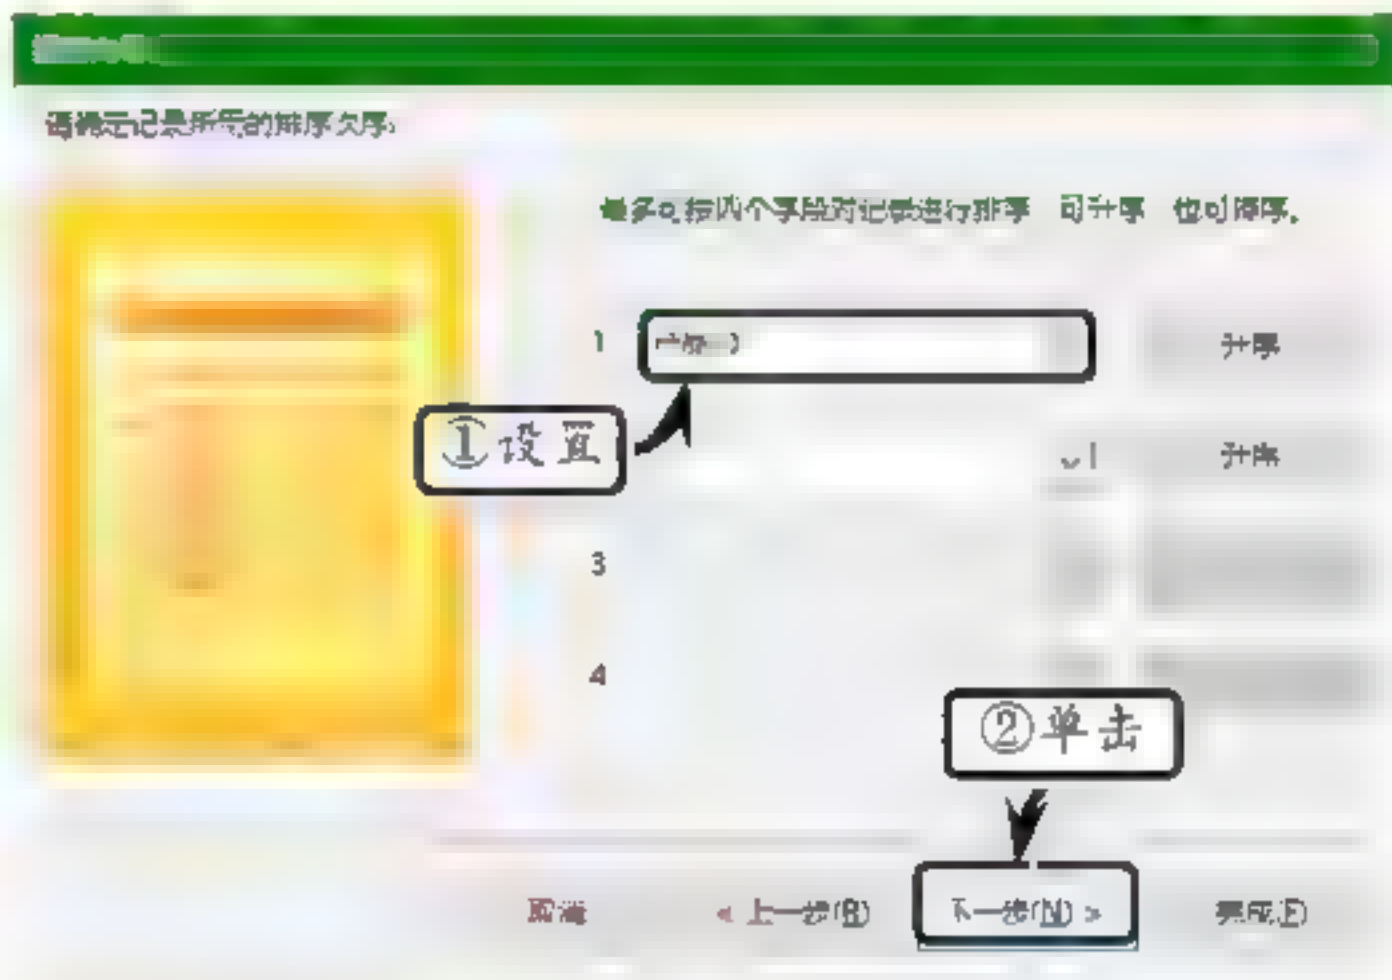 请确定记录所用的排序次序:
最多可按四个字段对记录进行排序 可升序 也可降序。
1
升序
①设置
升序
3
4
②单击
取消 < 上一步(B) 下一步(N) > 完成(F)